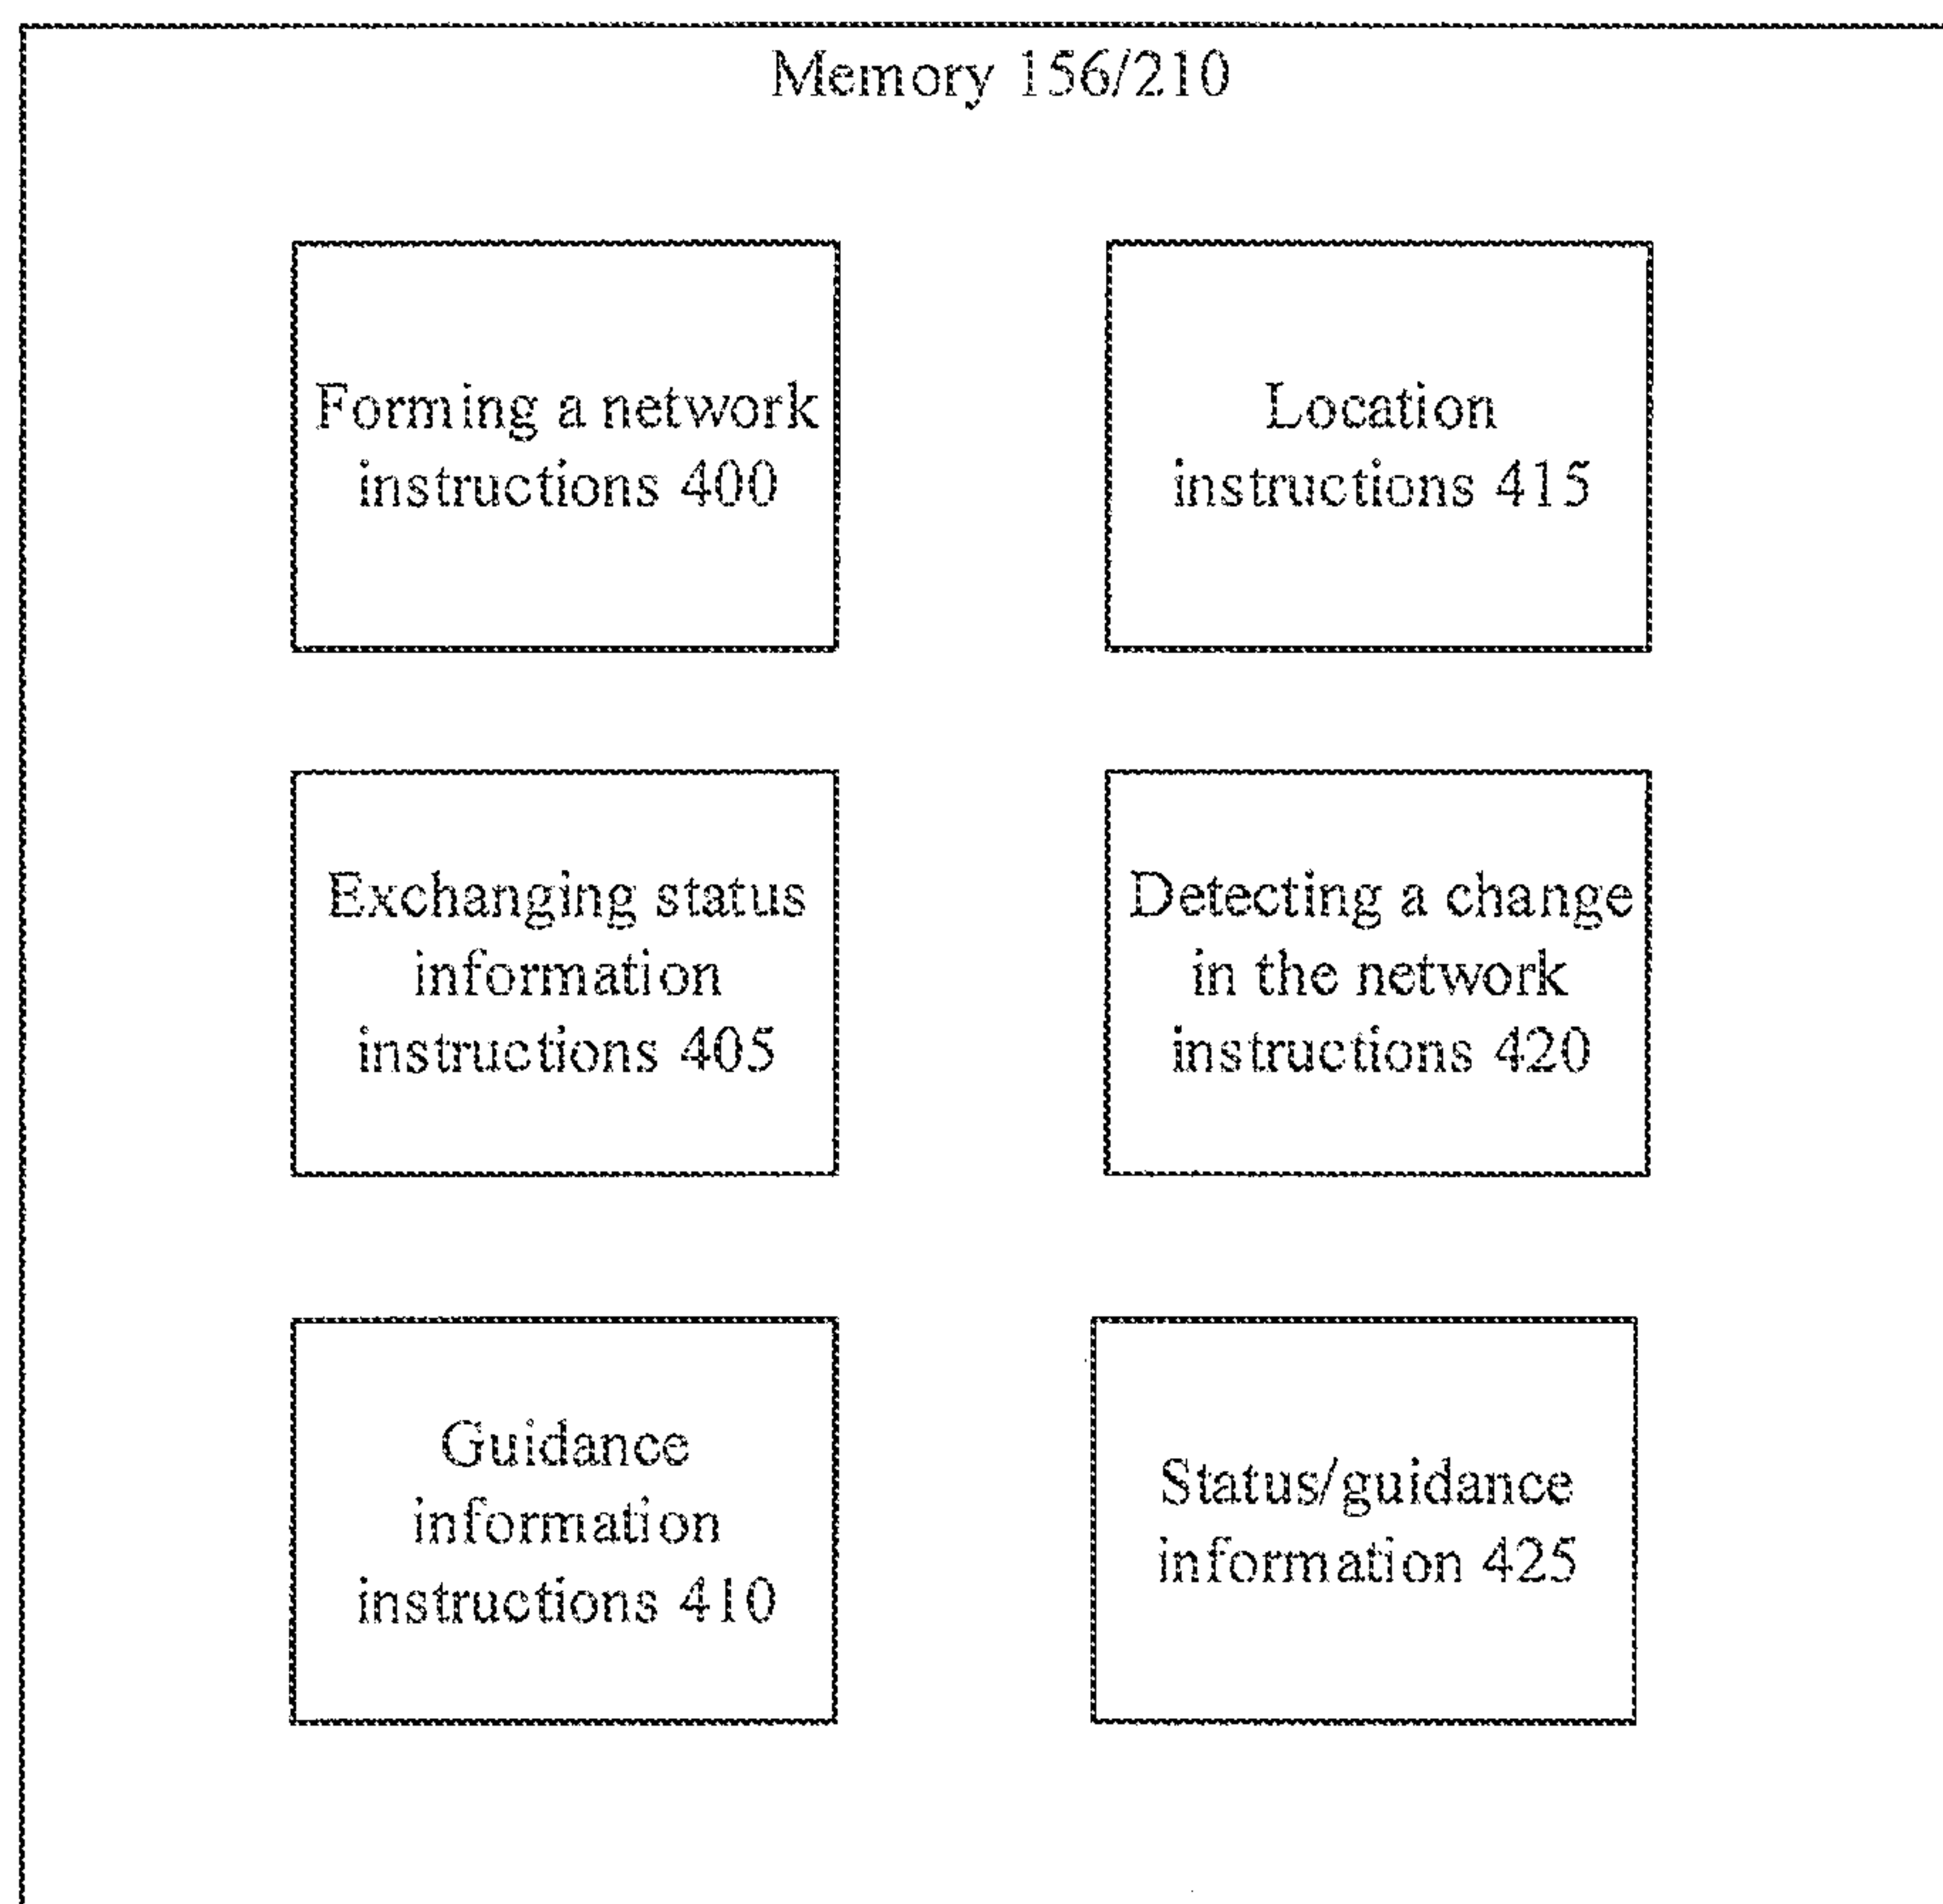 Memory 156/210
Forming a network
instructions 400
Location
instructions 415
Exchanging status
information
instructions 405
Detecting a change
in the network
instructions 420
Guidance
information
instructions 410
Status/guidance
information 425